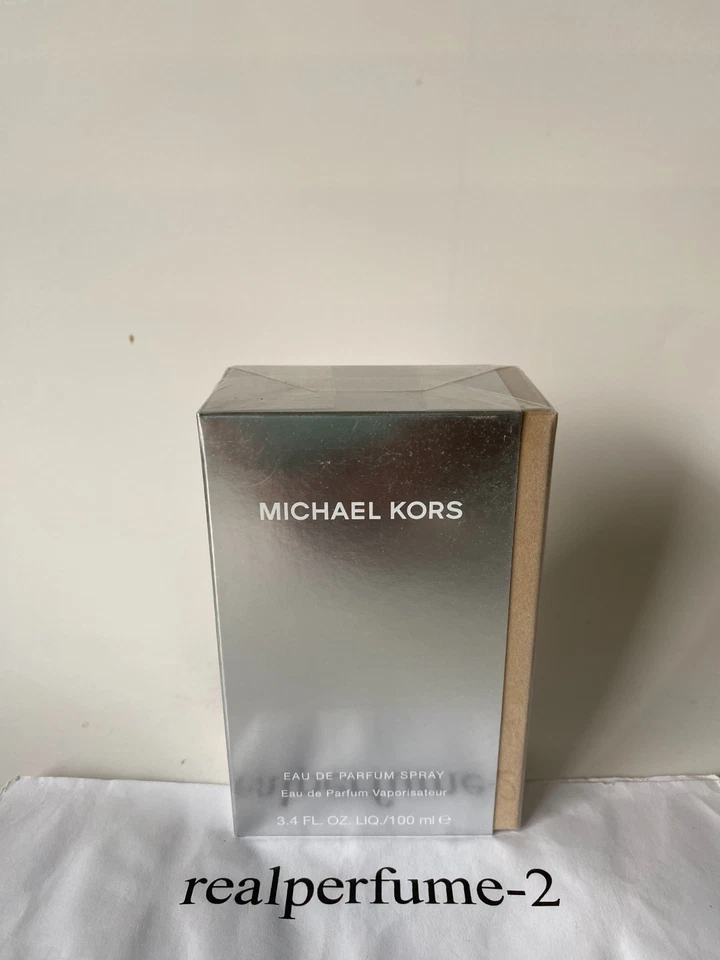 MICHAEL KORS
EAU DE PARFUM SPRAY
Eau de Parfum Vaporisateur
3.4 FL. OZ. LIQ./100 ml ℮
realperfume-2